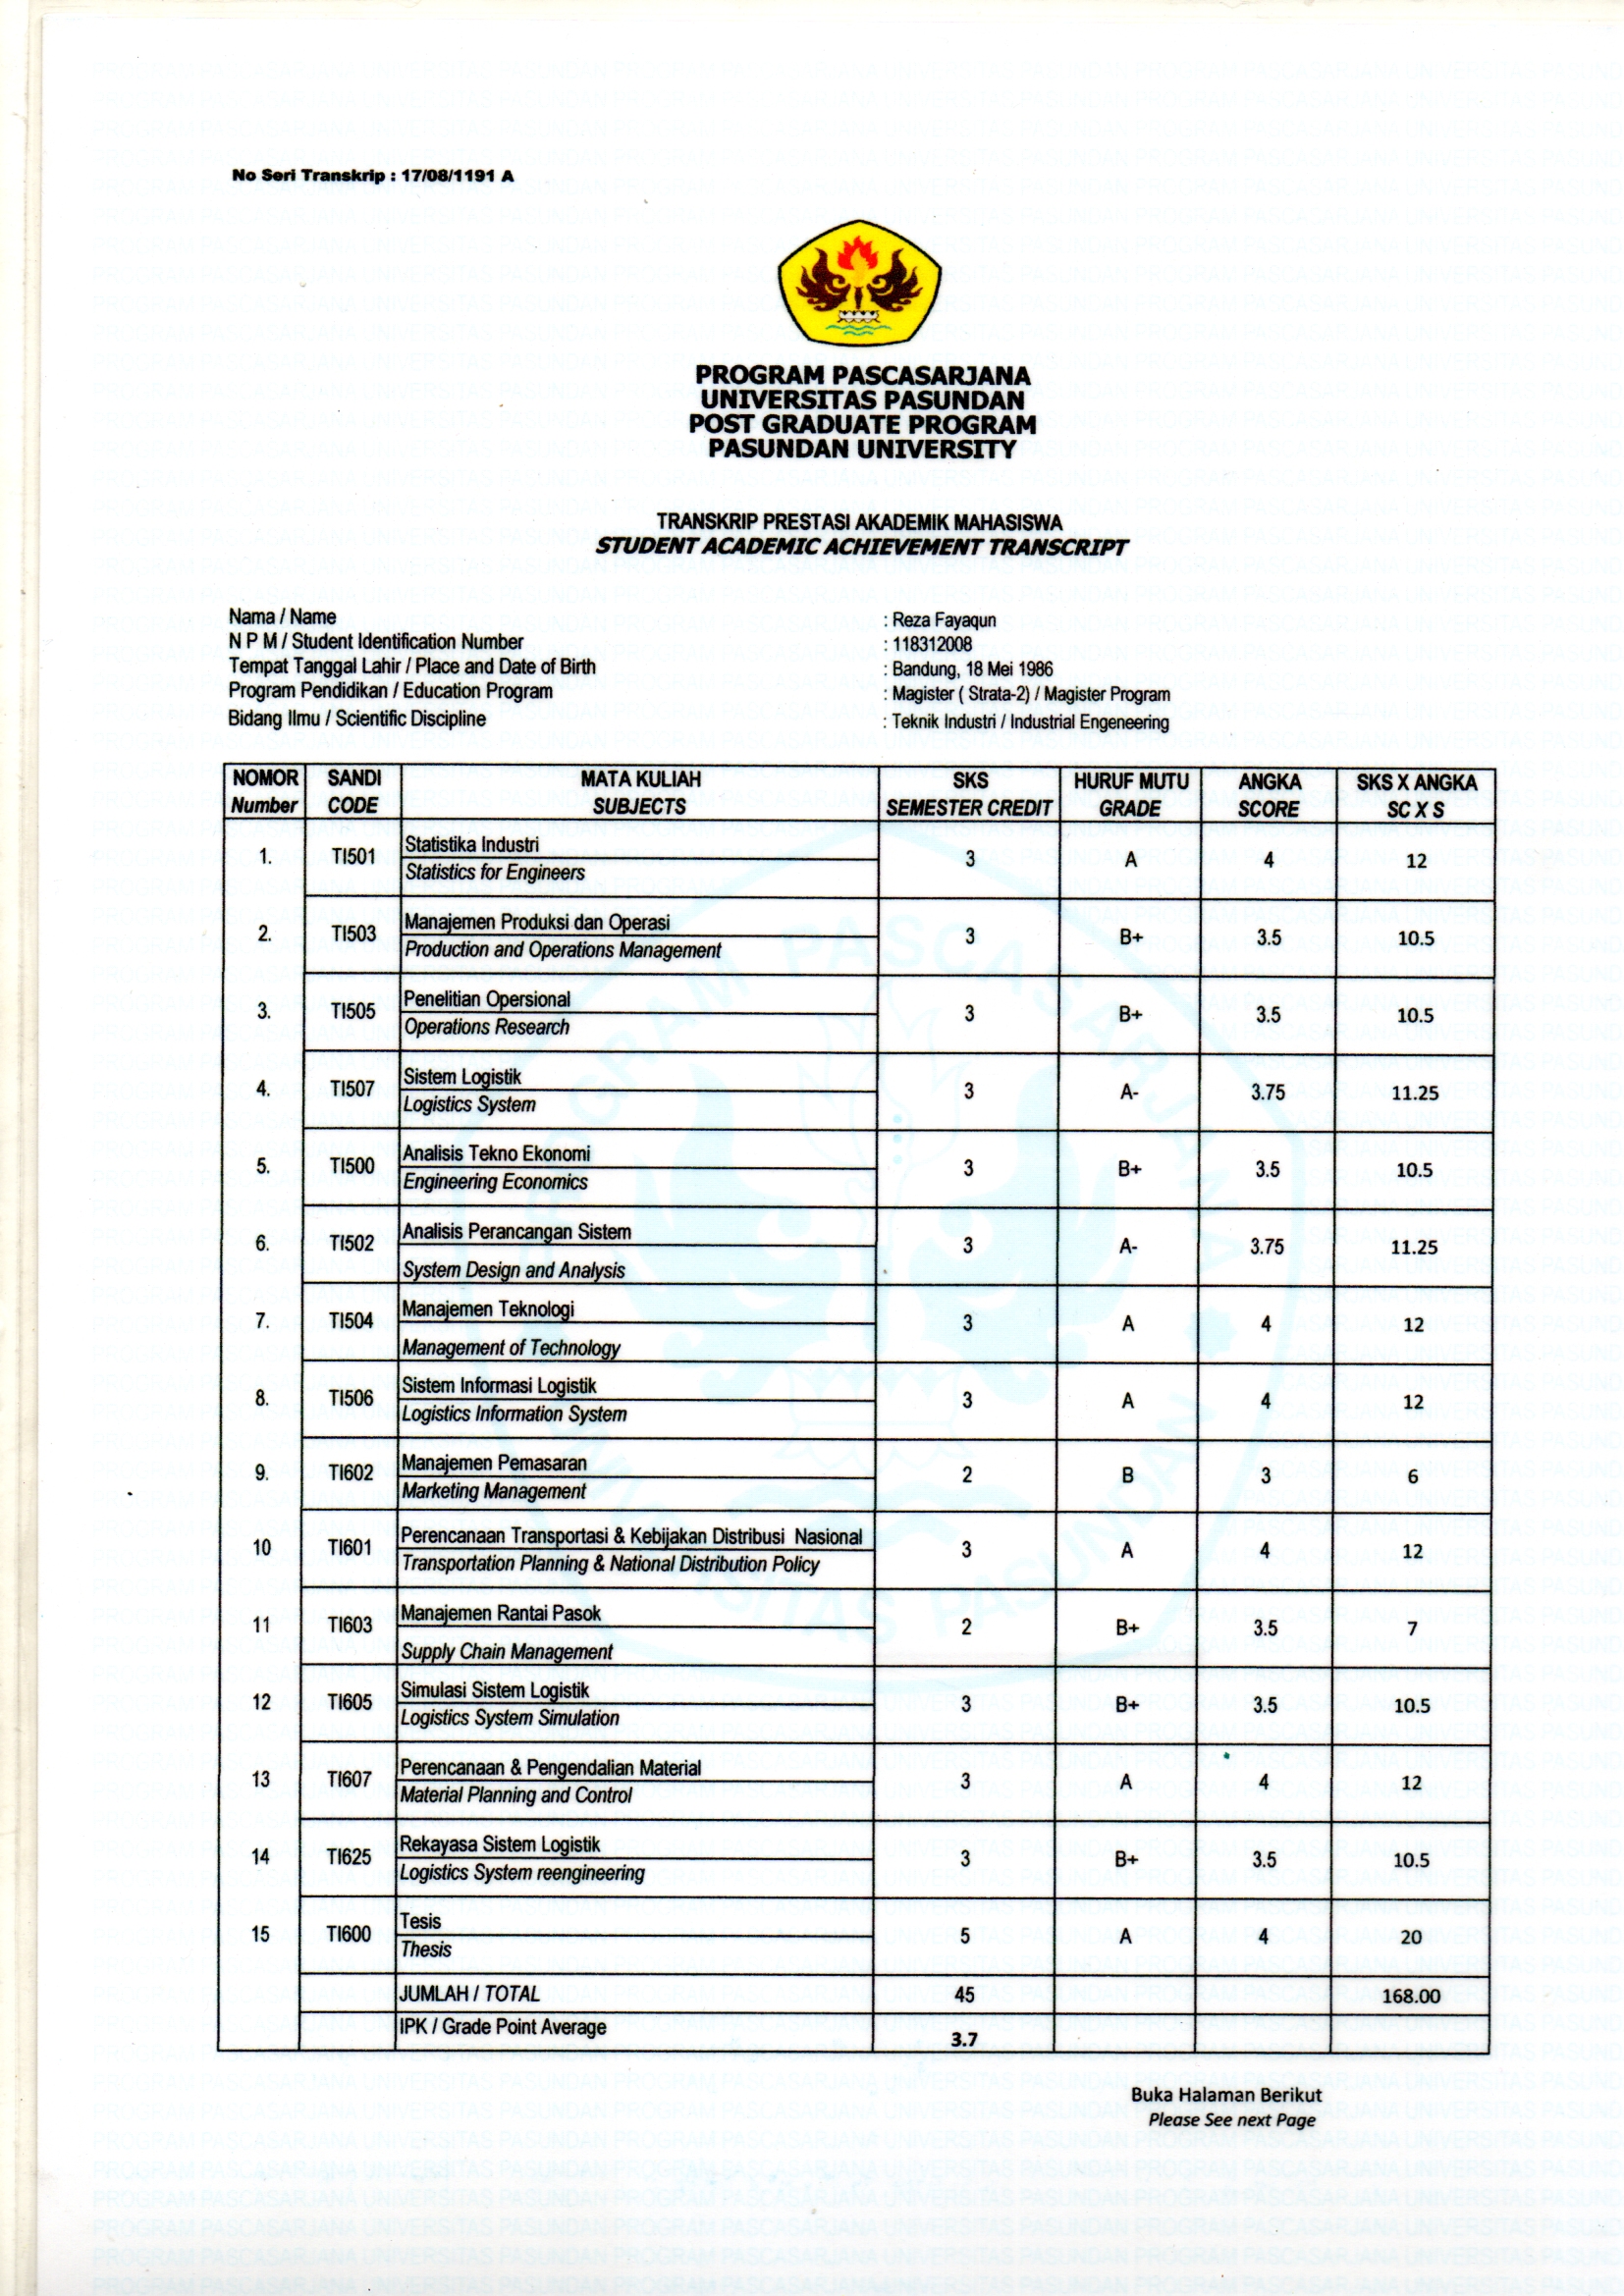 No Seri Transkrip : 17/08/1191 A
PROGRAM PASCASARJANA
UNIVERSITAS PASUNDAN
POST GRADUATE PROGRAM
PASUNDAN UNIVERSITY
TRANSKRIP PRESTASI AKADEMIK MAHASISWA
STUDENT ACADEMIC ACHIEVEMENT TRANSCRIPT
Nama / Name : Reza Fayaqun
N P M / Student Identification Number : 118312008
Tempat Tanggal Lahir / Place and Date of Birth : Bandung, 18 Mei 1986
Program Pendidikan / Education Program : Magister ( Strata-2) / Magister Program
Bidang Ilmu / Scientific Discipline : Teknik Industri / Industrial Engeneering
NOMOR SANDI MATA KULIAH SKS HURUF MUTU ANGKA SKS X ANGKA
Number CODE SUBJECTS SEMESTER CREDIT GRADE SCORE SC X S
1. TI501 Statistika Industri 3 A 4 12
Statistics for Engineers
2. TI503 Manajemen Produksi dan Operasi 3 B+ 3.5 10.5
Production and Operations Management
3. TI505 Penelitian Opersional 3 B+ 3.5 10.5
Operations Research
4. TI507 Sistem Logistik 3 A- 3.75 11.25
Logistics System
5. TI500 Analisis Tekno Ekonomi 3 B+ 3.5 10.5
Engineering Economics
6. TI502 Analisis Perancangan Sistem 3 A- 3.75 11.25
System Design and Analysis
7. TI504 Manajemen Teknologi 3 A 4 12
Management of Technology
8. TI506 Sistem Informasi Logistik 3 A 4 12
Logistics Information System
9. TI602 Manajemen Pemasaran 2 B 3 6
Marketing Management
10 TI601 Perencanaan Transportasi & Kebijakan Distribusi Nasional 3 A 4 12
Transportation Planning & National Distribution Policy
11 TI603 Manajemen Rantai Pasok 2 B+ 3.5 7
Supply Chain Management
12 TI605 Simulasi Sistem Logistik 3 B+ 3.5 10.5
Logistics System Simulation
13 TI607 Perencanaan & Pengendalian Material 3 A 4 12
Material Planning and Control
14 TI625 Rekayasa Sistem Logistik 3 B+ 3.5 10.5
Logistics System reengineering
15 TI600 Tesis 5 A 4 20
Thesis
JUMLAH / TOTAL 45 168.00
IPK / Grade Point Average 3.7
Buka Halaman Berikut
Please See next Page